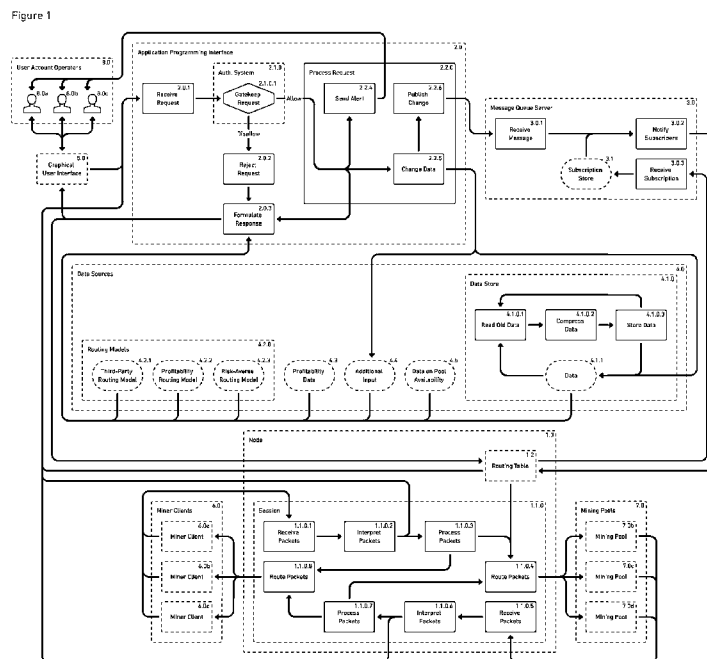 Figure 1
User Account Operators
8.0
8.0a
8.0b
8.0c
Graphical
User Interface
5.0
Application Programming Interface
2.0
Receive
Request
2.0.1
Auth. System
2.1.0
Gatekeep
Request
2.1.0.1
Allow
Disallow
Reject
Request
2.0.2
Formulate
Response
2.0.3
Process Request
2.2.0
Send Alert
2.2.4
Publish
Change
2.2.6
Change Data
2.2.5
Message Queue Server
3.0
Receive
Message
3.0.1
Notify
Subscribers
3.0.2
Subscription
Store
3.1
Receive
Subscription
3.0.3
Data Sources
4.0
Data Store
4.1.0
Read Old Data
4.1.0.1
Compress
Data
4.1.0.2
Store Data
4.1.0.3
Data
4.1.1
Routing Models
4.2.0
Third-Party
Routing Model
4.2.1
Profitability
Routing Model
4.2.2
Risk-Averse
Routing Model
4.2.3
Profitability
Data
4.3
Additional
Input
4.4
Data on Pool
Availability
4.5
Node
1.0
Routing Table
1.2
Session
1.1.0
Receive
Packets
1.1.0.1
Interpret
Packets
1.1.0.2
Process
Packets
1.1.0.3
Route Packets
1.1.0.4
Receive
Packets
1.1.0.5
Interpret
Packets
1.1.0.6
Process
Packets
1.1.0.7
Route Packets
1.1.0.8
Miner Clients
6.0
Miner Client
6.0a
Miner Client
6.0b
Miner Client
6.0c
Mining Pools
7.0
Mining Pool
7.0b
Mining Pool
7.0c
Mining Pool
7.0d